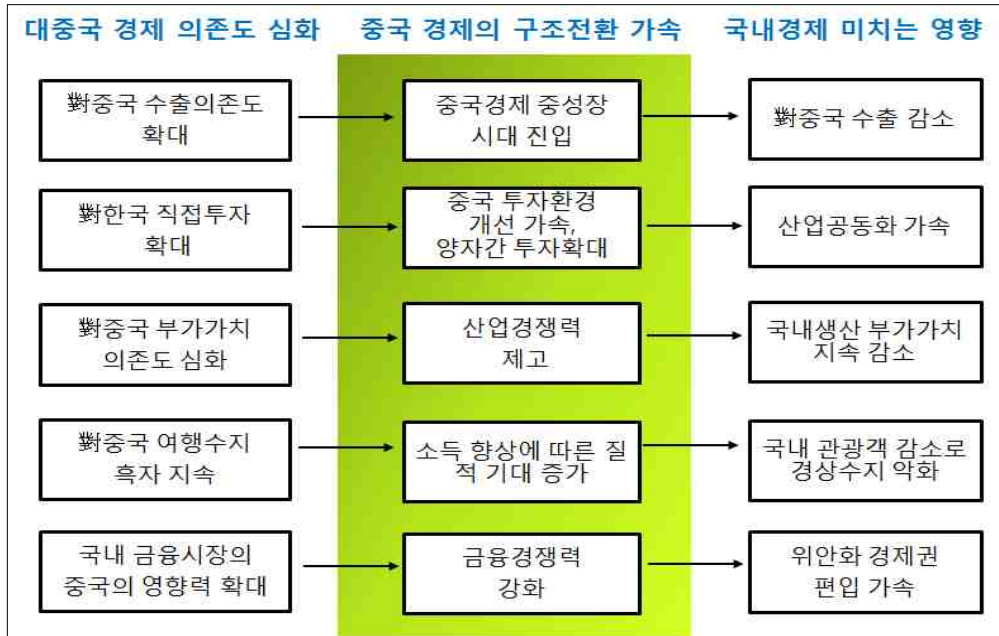 대중국 경제 의존도 심화
중국 경제의 구조전환 가속
국내경제 미치는 영향
對중국 수출의존도
확대
중국경제 중성장
시대 진입
對중국 수출 감소
對한국 직접투자
확대
중국 투자환경
개선 가속,
양자간 투자확대
산업공동화 가속
對중국 부가가치
의존도 심화
산업경쟁력
제고
국내생산 부가가치
지속 감소
對중국 여행수지
흑자 지속
소득 향상에 따른 질
적 기대 증가
국내 관광객 감소로
경상수지 악화
국내 금융시장의
중국의 영향력 확대
금융경쟁력
강화
위안화 경제권
편입 가속